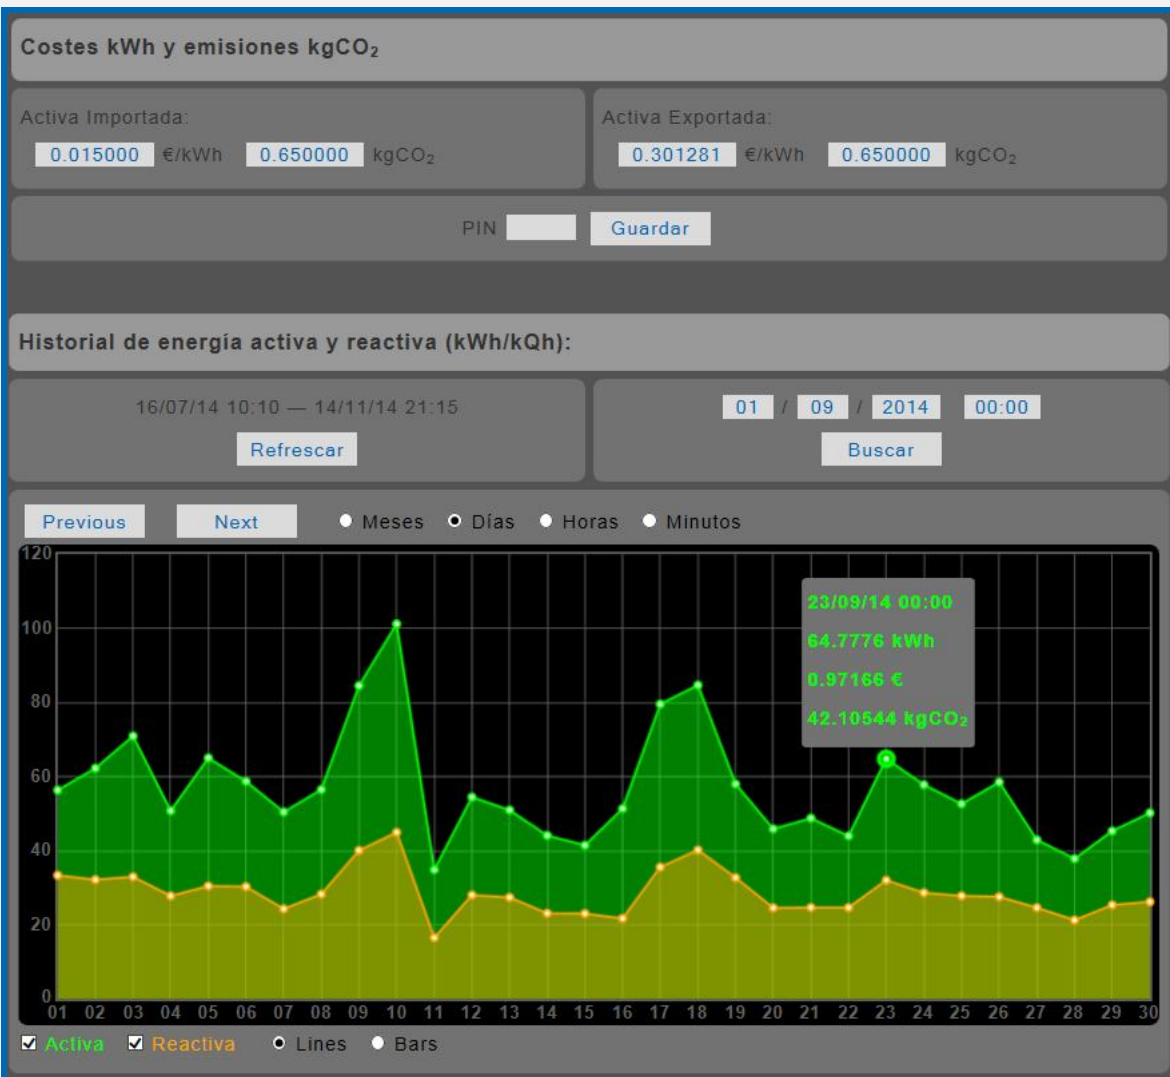 Costes kWh y emisiones kgCO₂
Activa Importada:
0.015000 €/kWh 0.650000 kgCO₂
Activa Exportada:
0.301281 €/kWh 0.650000 kgCO₂
PIN Guardar
Historial de energía activa y reactiva (kWh/kQh):
16/07/14 10:10 — 14/11/14 21:15
Refrescar
01 / 09 / 2014 00:00
Buscar
Previous Next Meses Días Horas Minutos
120
100
80
60
40
20
0
23/09/14 00:00
64.7776 kWh
0.97166 €
42.10544 kgCO₂
01 02 03 04 05 06 07 08 09 10 11 12 13 14 15 16 17 18 19 20 21 22 23 24 25 26 27 28 29 30
Activa Reactiva Lines Bars